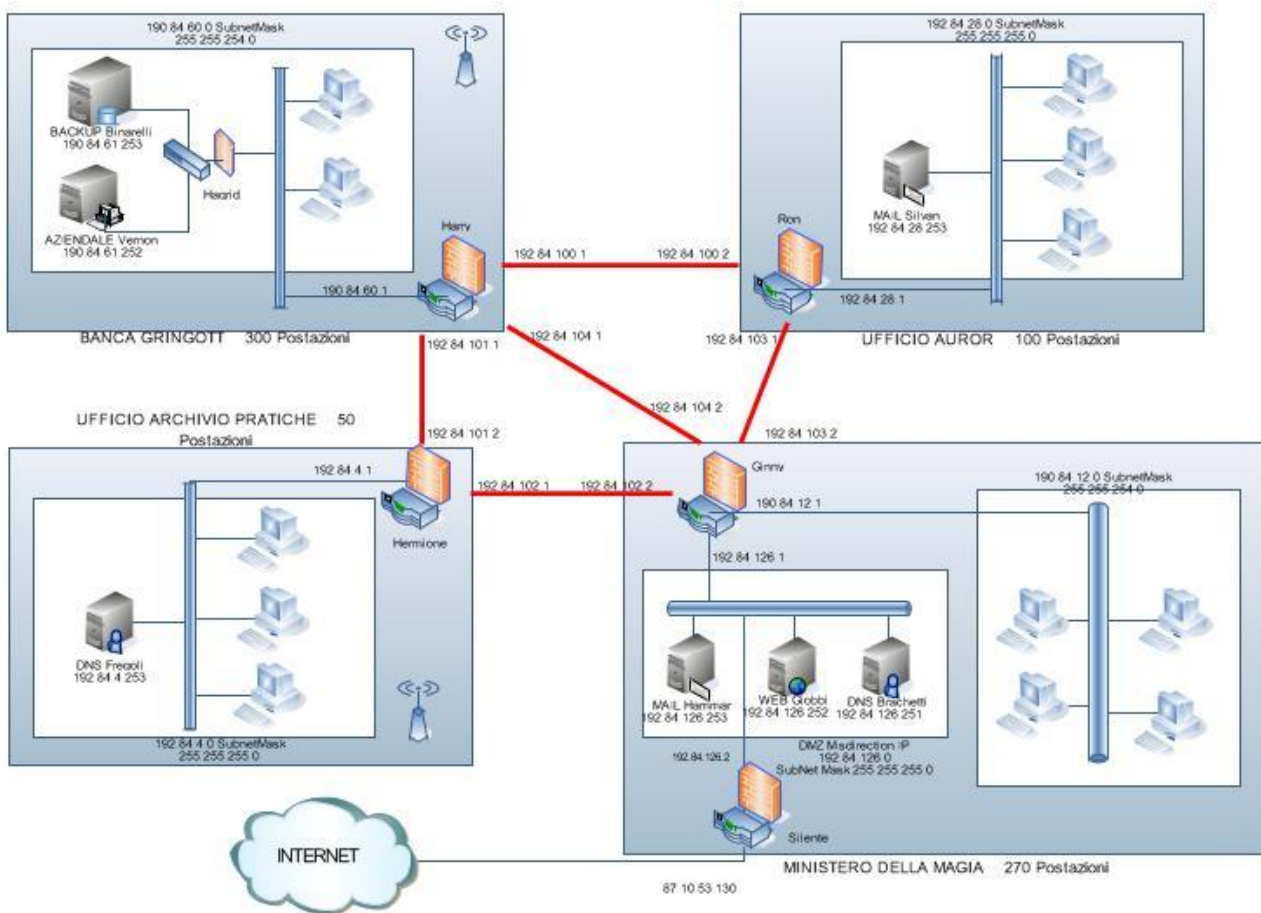 190 84 60 0 SubnetMask
255 255 254 0
BACKUP Binarelli
190 84 61 253
Hagrid
AZIENDALE Vernon
190 84 61 252
Harry
190 84 60 1
BANCA GRINGOTT 300 Postazioni
192 84 28 0 SubnetMask
255 255 255 0
MAIL Silvan
192 84 28 253
Ron
192 84 28 1
UFFICIO AUROR 100 Postazioni
192 84 100 1
192 84 100 2
192 84 101 1
192 84 104 1
192 84 103 1
192 84 104 2
192 84 101 2
192 84 103 2
UFFICIO ARCHIVIO PRATICHE 50
Postazioni
192 84 4 1
192 84 102 1
192 84 102 2
Hermione
DNS Fregoli
192 84 4 253
192 84 4 0 SubnetMask
255 255 255 0
Ginny
190 84 12 1
190 84 12 0 SubnetMask
255 255 254 0
192 84 126 1
MAIL Hammar
192 84 126 253
WEB Giobbi
192 84 126 252
DNS Brachetti
192 84 126 251
DMZ Misdirection IP
192 84 126 0
SubNet Mask 255 255 255 0
192.84.126.2
Silente
INTERNET
MINISTERO DELLA MAGIA 270 Postazioni
87 10 53 130